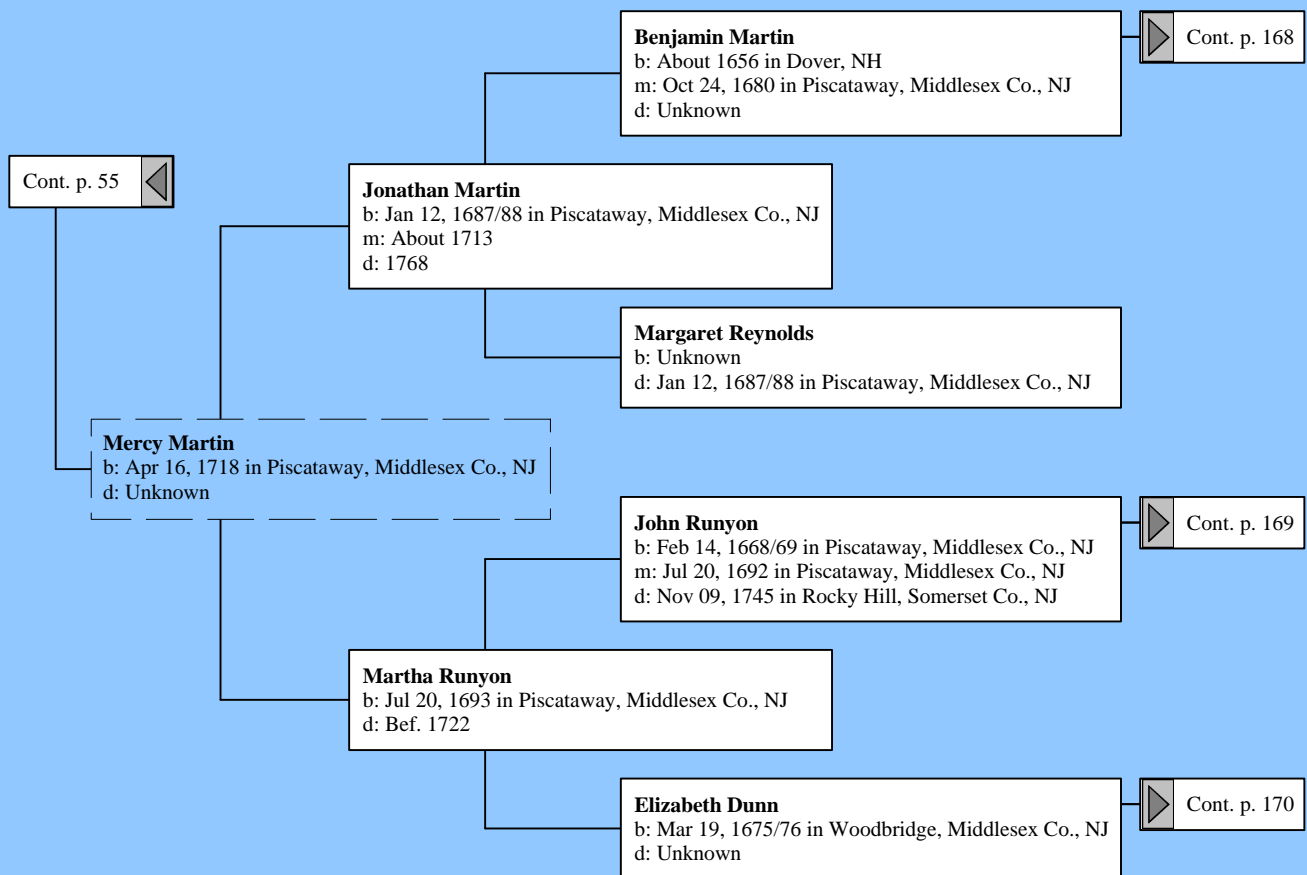 Benjamin Martin
b: About 1656 in Dover, NH
m: Oct 24, 1680 in Piscataway, Middlesex Co., NJ
d: Unknown
Cont. p. 168
Cont. p. 55
Jonathan Martin
b: Jan 12, 1687/88 in Piscataway, Middlesex Co., NJ
m: About 1713
d: 1768
Margaret Reynolds
b: Unknown
d: Jan 12, 1687/88 in Piscataway, Middlesex Co., NJ
Mercy Martin
b: Apr 16, 1718 in Piscataway, Middlesex Co., NJ
d: Unknown
John Runyon
b: Feb 14, 1668/69 in Piscataway, Middlesex Co., NJ
m: Jul 20, 1692 in Piscataway, Middlesex Co., NJ
d: Nov 09, 1745 in Rocky Hill, Somerset Co., NJ
Cont. p. 169
Martha Runyon
b: Jul 20, 1693 in Piscataway, Middlesex Co., NJ
d: Bef. 1722
Elizabeth Dunn
b: Mar 19, 1675/76 in Woodbridge, Middlesex Co., NJ
d: Unknown
Cont. p. 170